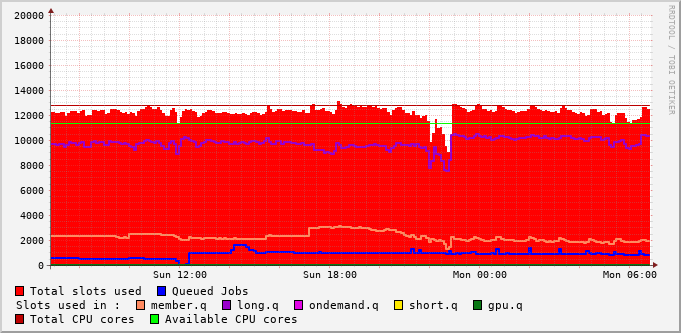 20000
18000
16000
14000
12000
10000
8000
6000
4000
2000
0
Sun 12:00 Sun 18:00 Mon 00:00 Mon 06:00
RRDTOOL / TOBI OETIKER
Total slots used Queued Jobs
Slots used in : member.q long.q ondemand.q short.q gpu.q
Total CPU cores Available CPU cores